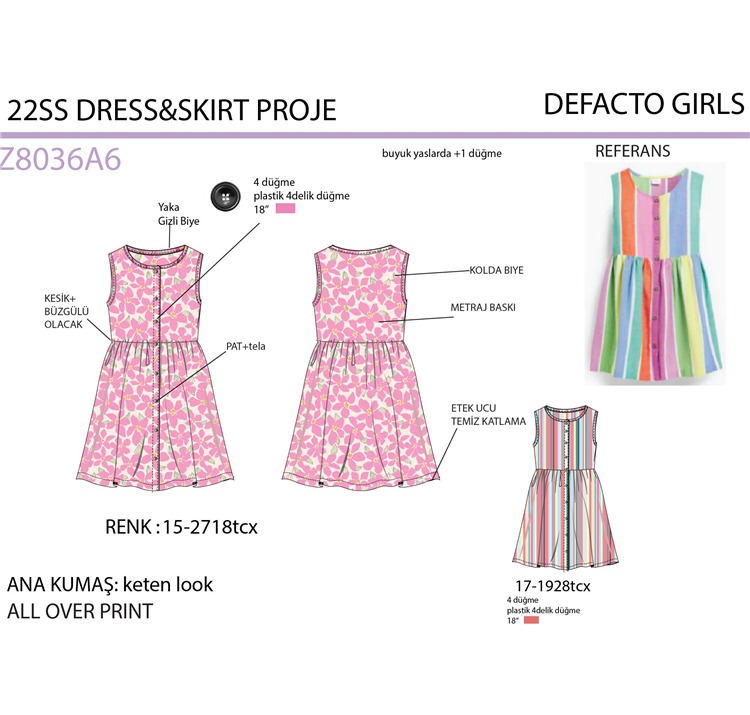 22SS DRESS&SKIRT PROJE
DEFACTO GIRLS
Z8036A6
buyuk yaslarda +1 düğme
REFERANS
4 düğme
plastik 4delik düğme
18”
Yaka
Gizli Biye
KOLDA BIYE
KESİK+
BÜZGÜLÜ
OLACAK
METRAJ BASKI
PAT+tela
ETEK UCU
TEMİZ KATLAMA
RENK : 15-2718tcx
ANA KUMAŞ: keten look
ALL OVER PRINT
17-1928tcx
4 düğme
plastik 4delik düğme
18”